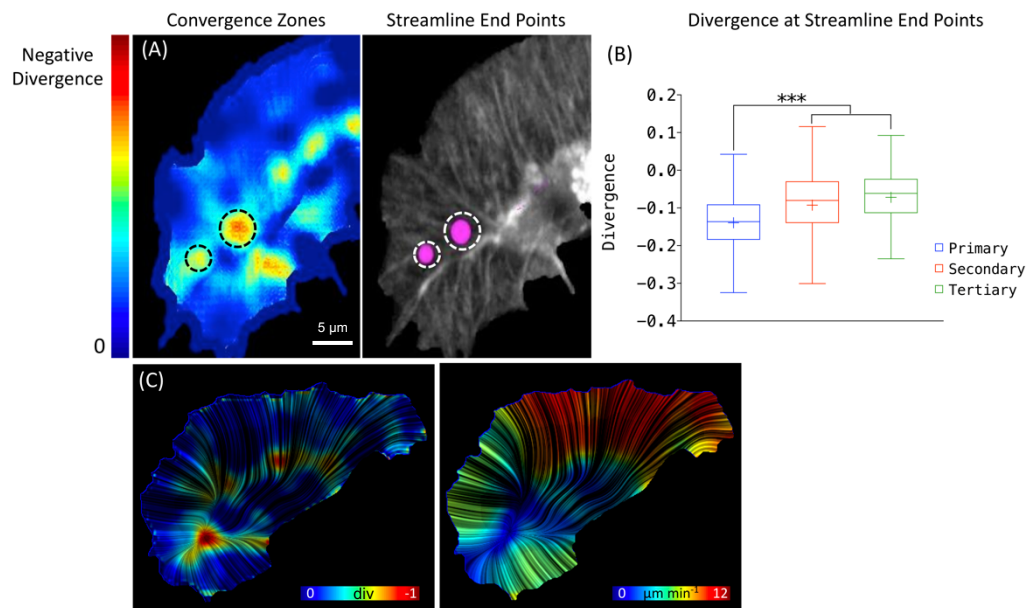 Convergence Zones
Streamline End Points
Divergence at Streamline End Points
Negative
Divergence
0
(A)
5 µm
(B)
***
0.2
0.1
0.0
−0.1
−0.2
−0.3
−0.4
Divergence
Primary
Secondary
Tertiary
(C)
0 div -1
0 µm min⁻¹ 12